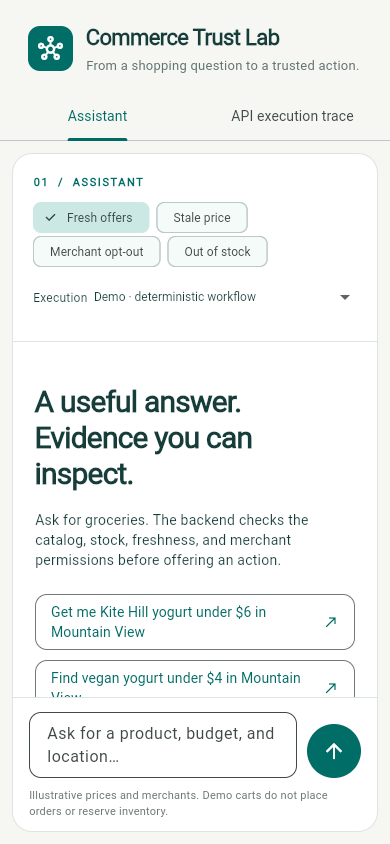 Commerce Trust Lab
From a shopping question to a trusted action.
Assistant
API execution trace
01 / ASSISTANT
Fresh offers
Stale price
Merchant opt-out
Out of stock
Execution Demo · deterministic workflow
A useful answer.
Evidence you can
inspect.
Ask for groceries. The backend checks the
catalog, stock, freshness, and merchant
permissions before offering an action.
Get me Kite Hill yogurt under $6 in
Mountain View
Find vegan yogurt under $4 in Mountain
View
Ask for a product, budget, and
location…
Illustrative prices and merchants. Demo carts do not place
orders or reserve inventory.